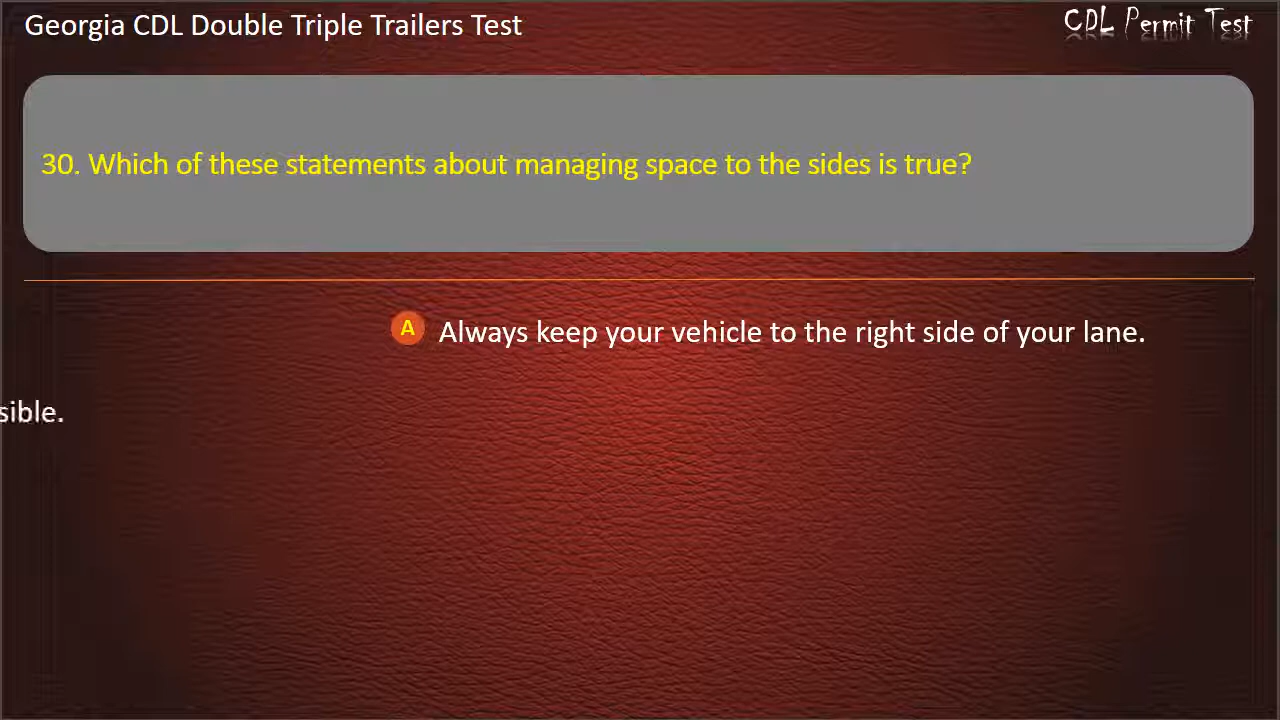 Georgia CDL Double Triple Trailers Test
CDL Permit Test
30. Which of these statements about managing space to the sides is true?
A Always keep your vehicle to the right side of your lane.
sible.